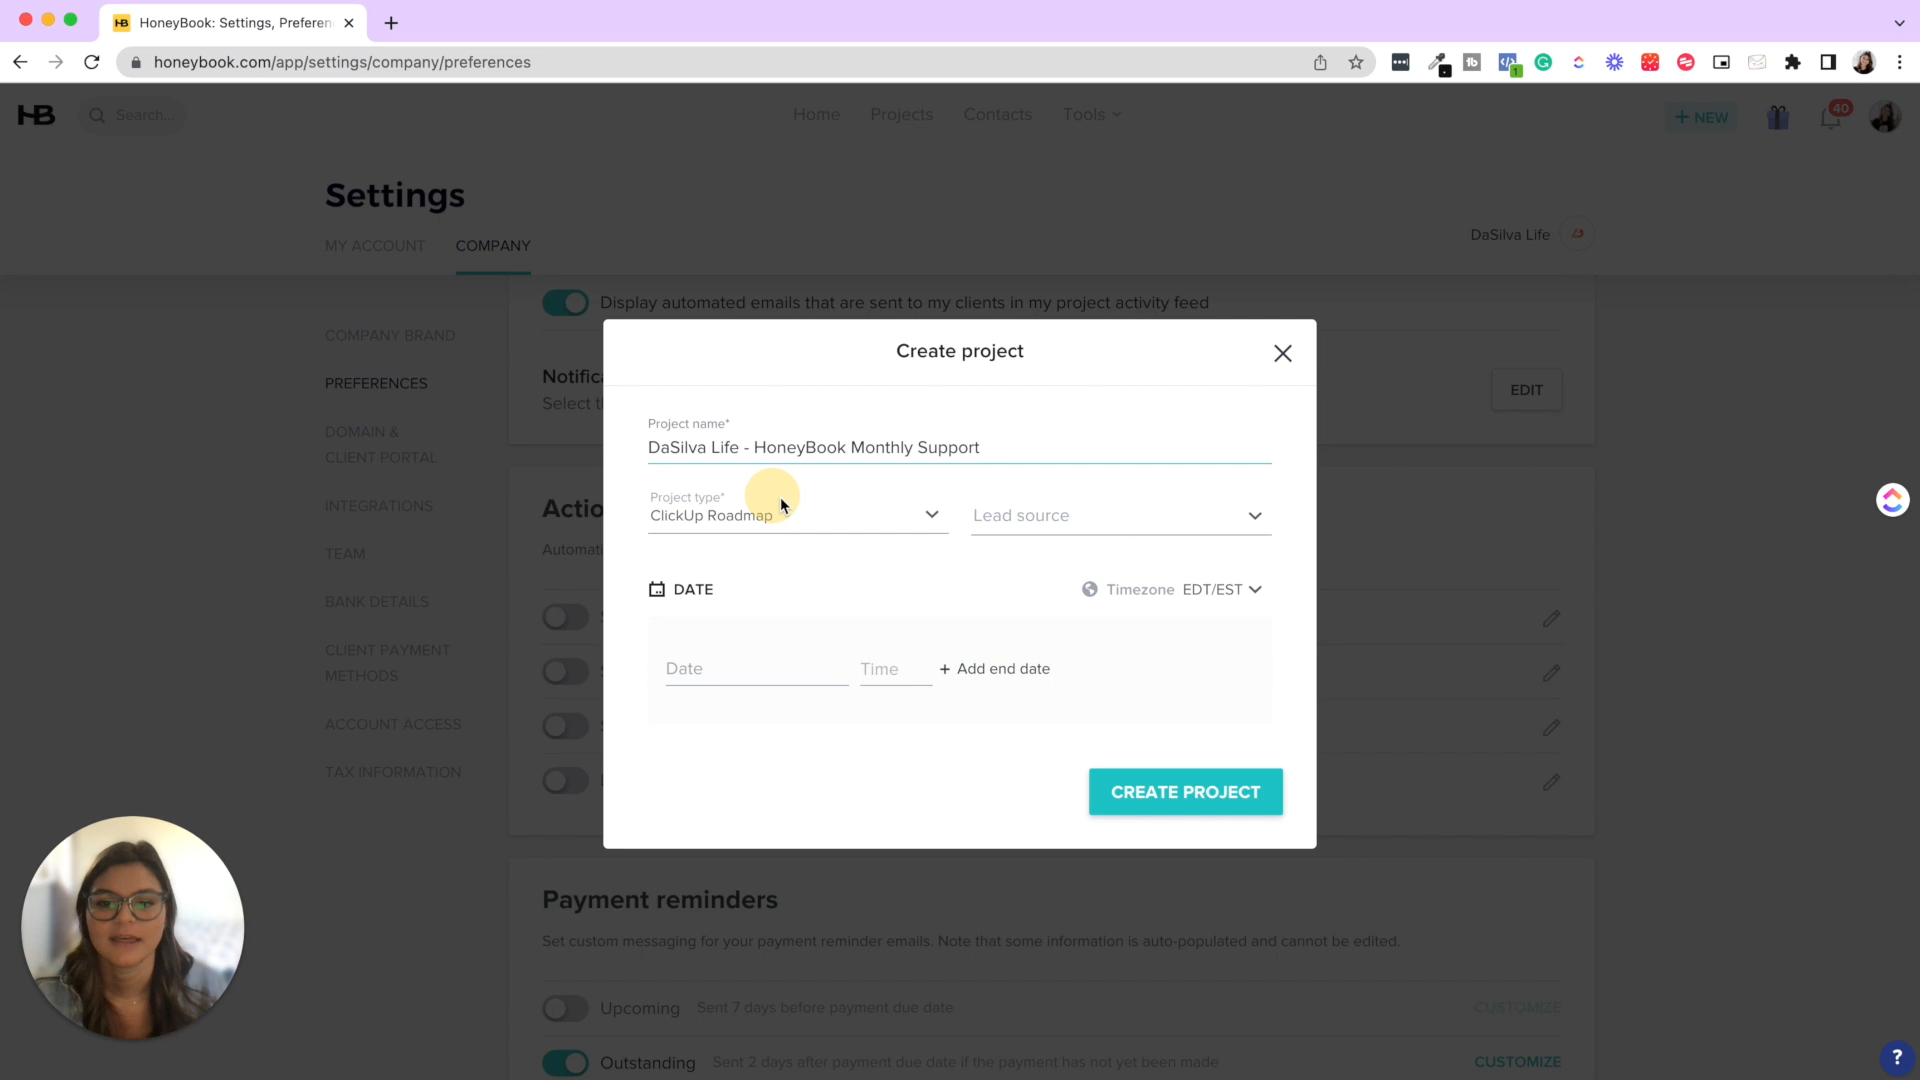 HoneyBook: Settings, Preferen
honeybook.com/app/settings/company/preferences
1
HB
Search...
Home
Projects
Contacts
Tools
+ NEW
40
Settings
MY ACCOUNT
COMPANY
DaSilva Life
Display automated emails that are sent to my clients in my project activity feed
COMPANY BRAND
PREFERENCES
DOMAIN &
CLIENT PORTAL
INTEGRATIONS
TEAM
BANK DETAILS
CLIENT PAYMENT
METHODS
ACCOUNT ACCESS
TAX INFORMATION
Notific
Select t
EDIT
Actio
Automati
Create project
Project name*
DaSilva Life - HoneyBook Monthly Support
Project type*
ClickUp Roadmap
Lead source
DATE
Timezone EDT/EST
Date
Time
+ Add end date
CREATE PROJECT
Payment reminders
Set custom messaging for your payment reminder emails. Note that some information is auto-populated and cannot be edited.
Upcoming Sent 7 days before payment due date
CUSTOMIZE
Outstanding Sent 2 days after payment due date if the payment has not yet been made
CUSTOMIZE
?